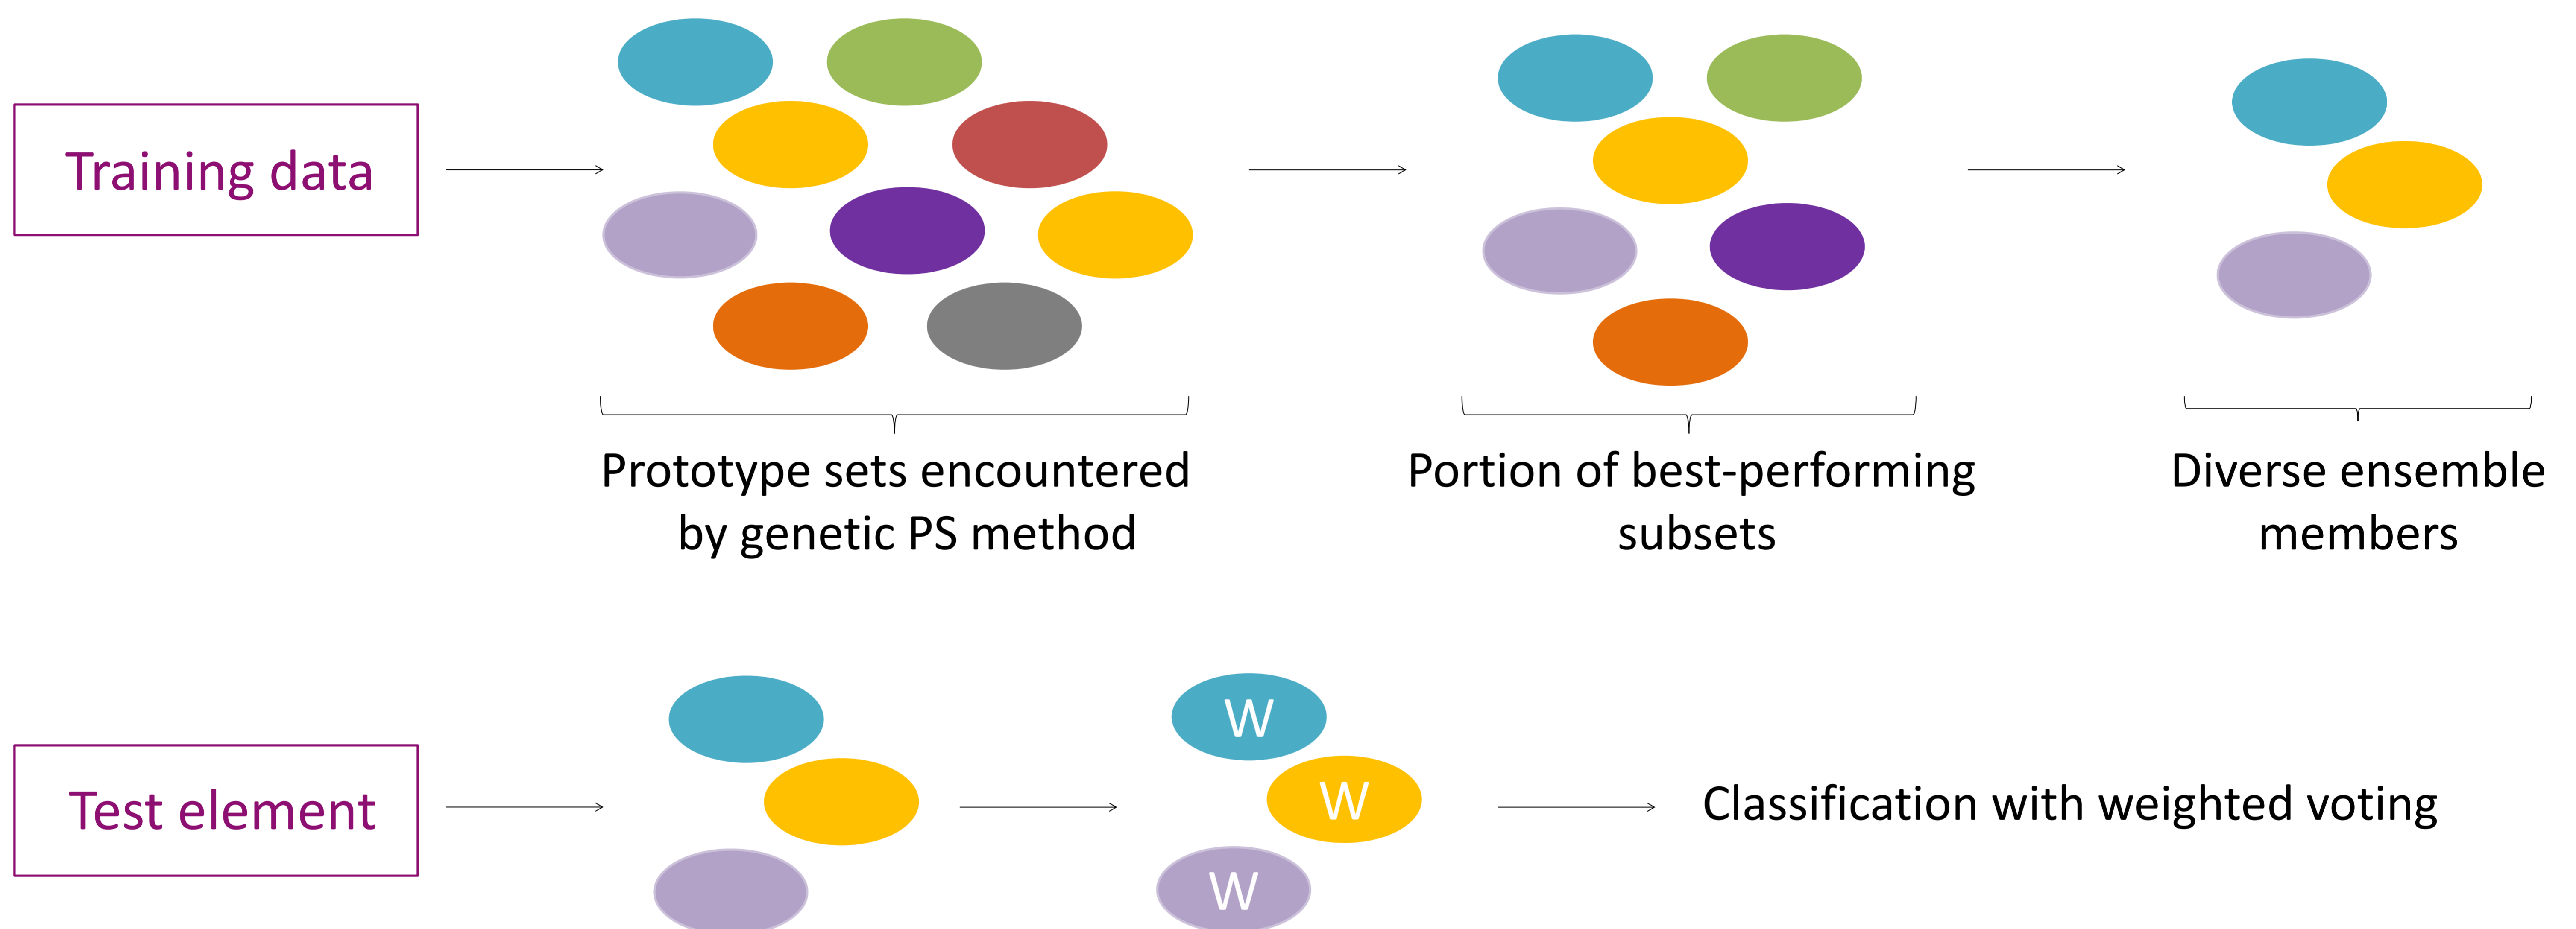 Training data
Prototype sets encountered
by genetic PS method
Portion of best-performing
subsets
Diverse ensemble
members
Test element
W
W
W
Classification with weighted voting